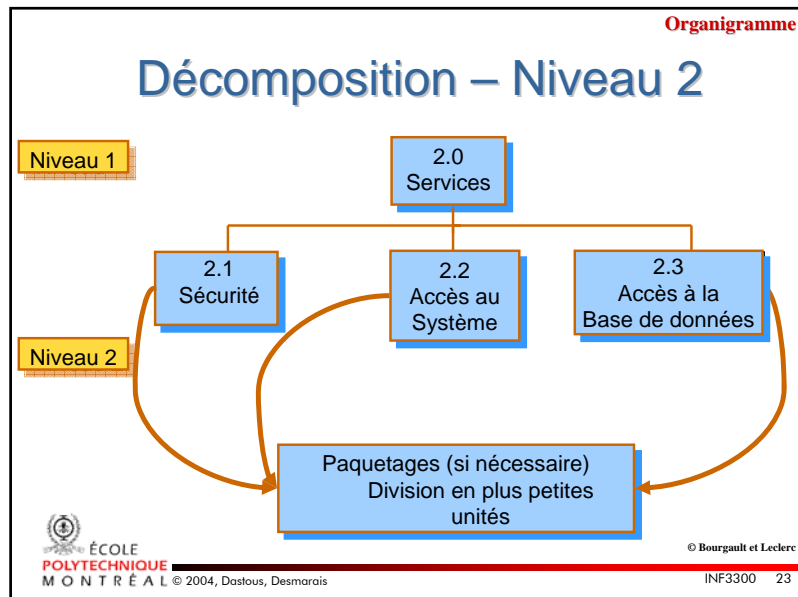 Organigramme
Décomposition – Niveau 2
Niveau 1
2.0
Services
2.1
Sécurité
2.2
Accès au
Système
2.3
Accès à la
Base de données
Niveau 2
Paquetages (si nécessaire)
Division en plus petites
unités
© Bourgault et Leclerc
ÉCOLE
POLYTECHNIQUE
MONTRÉAL © 2004, Dastous, Desmarais
INF3300 23